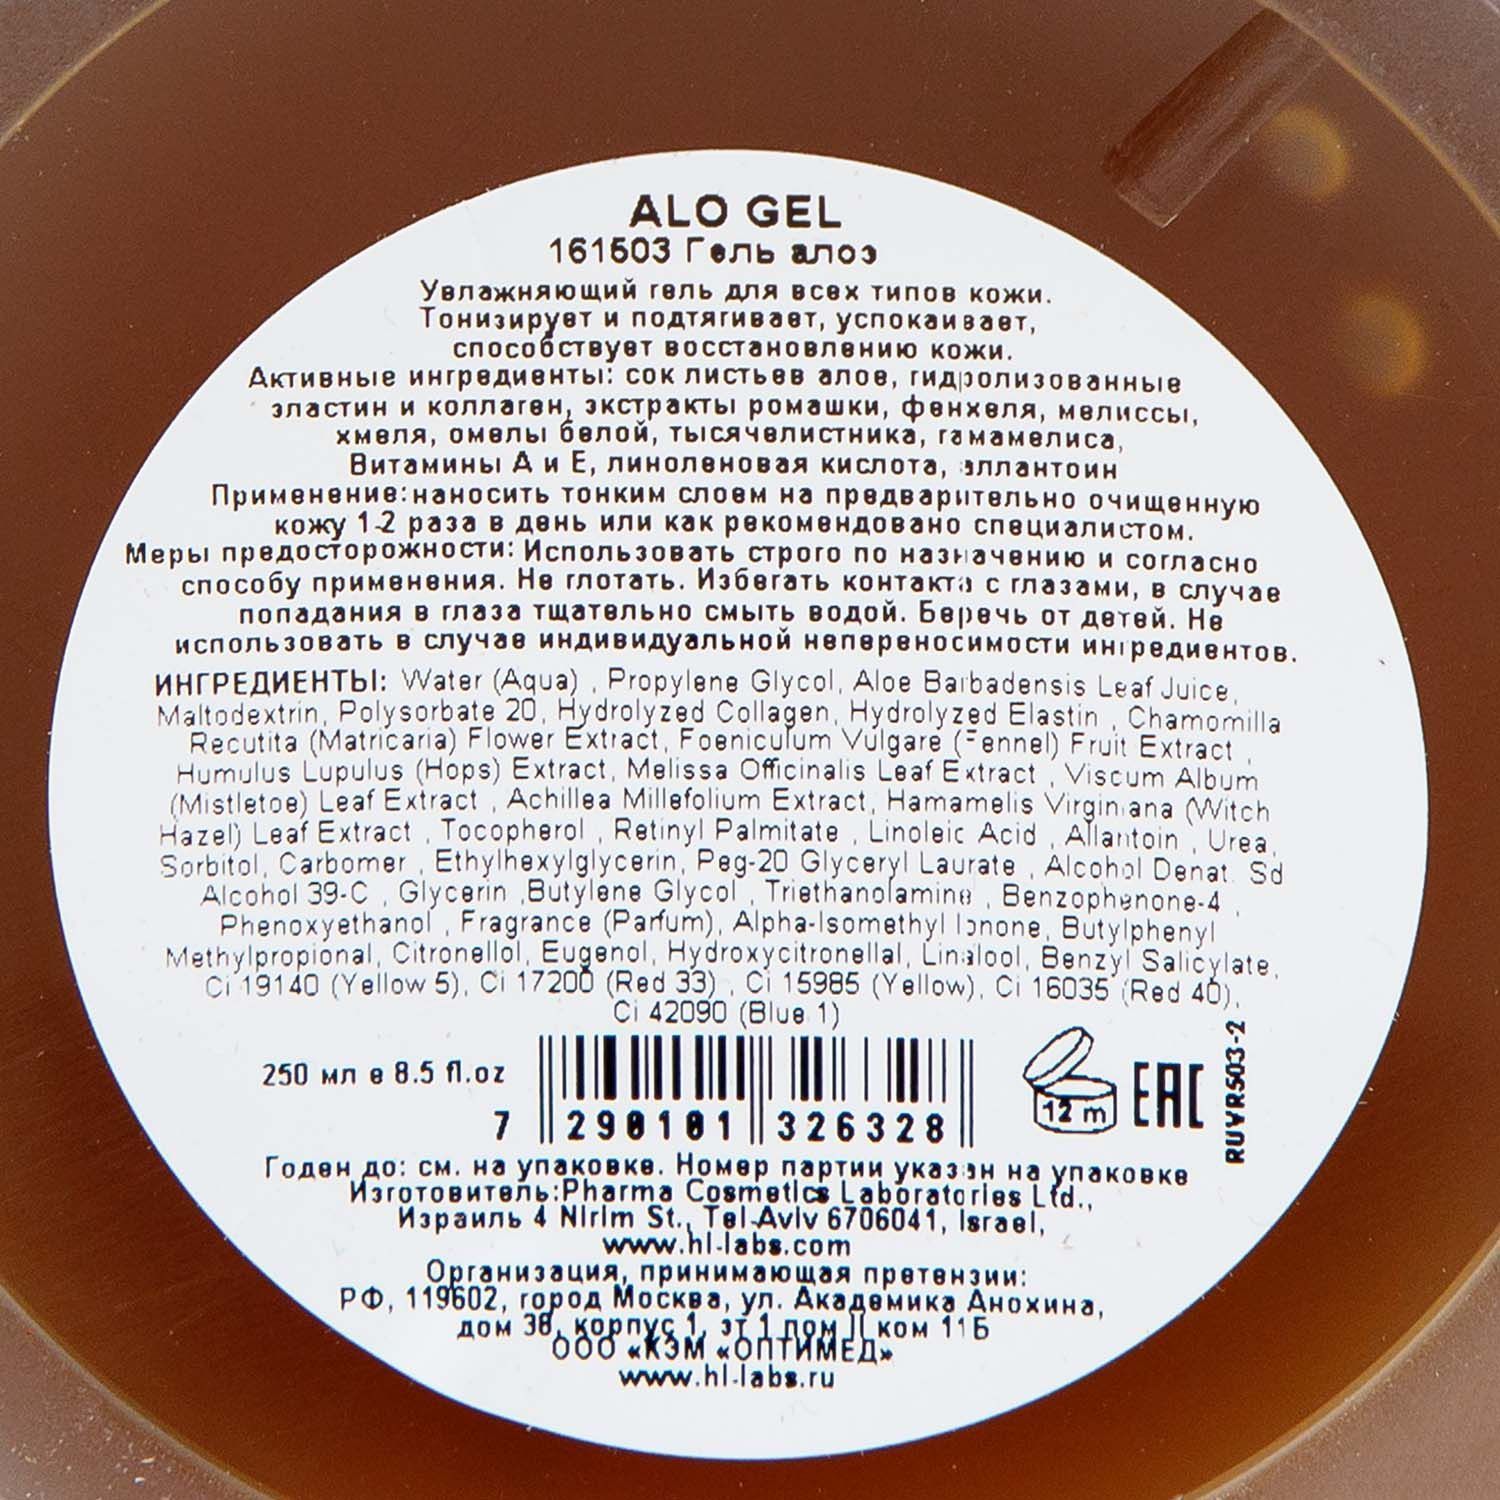 ALO GEL
161503 Гель алоэ
Увлажняющий гель для всех типов кожи.
Тонизирует и подтягивает, успокаивает,
способствует восстановлению кожи.
Активные ингредиенты: сок листьев алое, гидролизованные
эластин и коллаген, экстракты ромашки, фенхеля, мелиссы,
хмеля, омелы белой, тысячелистника, гамамелиса,
Витамины А и Е, линоленовая кислота, аллантоин
Применение:наносить тонким слоем на предварительно очищенную
кожу 1-2 раза в день или как рекомендовано специалистом.
Меры предосторожности: Использовать строго по назначению и согласно
способу применения. Не глотать. Избегать контакта с глазами, в случае
попадания в глаза тщательно смыть водой. Беречь от детей. Не
использовать в случае индивидуальной непереносимости ингредиентов.
ИНГРЕДИЕНТЫ: Water (Aqua) , Propylene Glycol, Aloe Barbadensis Leaf Juice,
Maltodextrin, Polysorbate 20, Hydrolyzed Collagen, Hydrolyzed Elastin , Chamomilla
Recutita (Matricaria) Flower Extract, Foeniculum Vulgare (Fennel) Fruit Extract ,
Humulus Lupulus (Hops) Extract, Melissa Officinalis Leaf Extract , Viscum Album
(Mistletoe) Leaf Extract , Achillea Millefolium Extract, Hamamelis Virginiana (Witch
Hazel) Leaf Extract , Tocopherol , Retinyl Palmitate , Linoleic Acid , Allantoin , Urea,
Sorbitol, Carbomer , Ethylhexylglycerin, Peg-20 Glyceryl Laurate , Alcohol Denat. Sd
Alcohol 39-C , Glycerin ,Butylene Glycol , Triethanolamine , Benzophenone-4 ,
Phenoxyethanol , Fragrance (Parfum), Alpha-Isomethyl Ionone, Butylphenyl
Methylpropional, Citronellol, Eugenol, Hydroxycitronellal, Linalool, Benzyl Salicylate,
Ci 19140 (Yellow 5), Ci 17200 (Red 33) , Ci 15985 (Yellow), Ci 16035 (Red 40),
Ci 42090 (Blue 1)
250 мл e 8.5 fl.oz
7 290101 326328
12 m
EAC
RUVR503-2
Годен до: см. на упаковке. Номер партии указан на упаковке
Изготовитель:Pharma Cosmetics Laboratories Ltd.,
Израиль 4 Nirim St., Tel-Aviv 6706041, Israel,
www.hl-labs.com
Организация, принимающая претензии:
РФ, 119602, город Москва, ул. Академика Анохина,
дом 38, корпус 1, эт 1 пом II ком 11Б
ООО «КЭМ «ОПТИМЕД»
www.hl-labs.ru